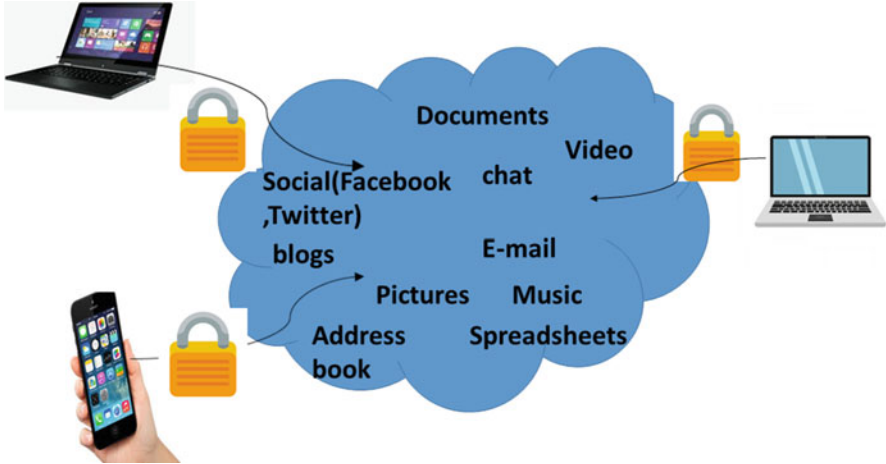 Documents
Video
chat
Social(Facebook
,Twitter)
blogs
E-mail
Pictures
Music
Address
book
Spreadsheets